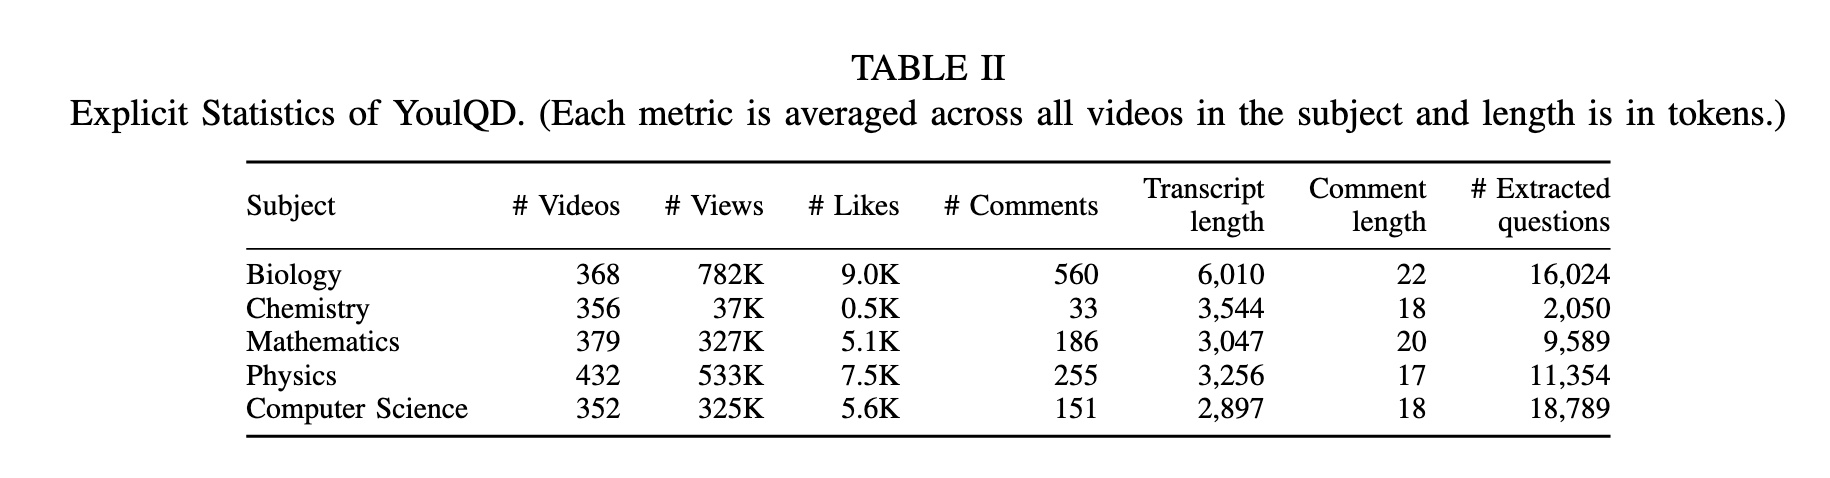 TABLE II
Explicit Statistics of YoulQD. (Each metric is averaged across all videos in the subject and length is in tokens.)
Subject # Videos # Views # Likes # Comments Transcript length Comment length # Extracted questions
Biology 368 782K 9.0K 560 6,010 22 16,024
Chemistry 356 37K 0.5K 33 3,544 18 2,050
Mathematics 379 327K 5.1K 186 3,047 20 9,589
Physics 432 533K 7.5K 255 3,256 17 11,354
Computer Science 352 325K 5.6K 151 2,897 18 18,789